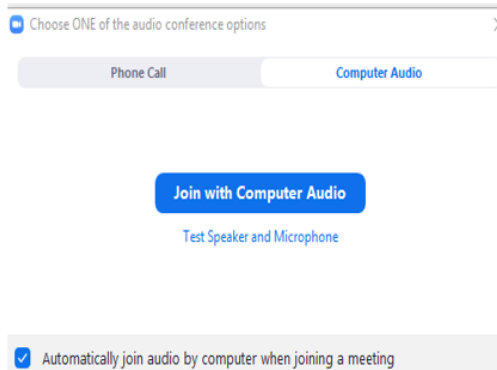 Choose ONE of the audio conference options
Phone Call
Computer Audio
Join with Computer Audio
Test Speaker and Microphone
Automatically join audio by computer when joining a meeting